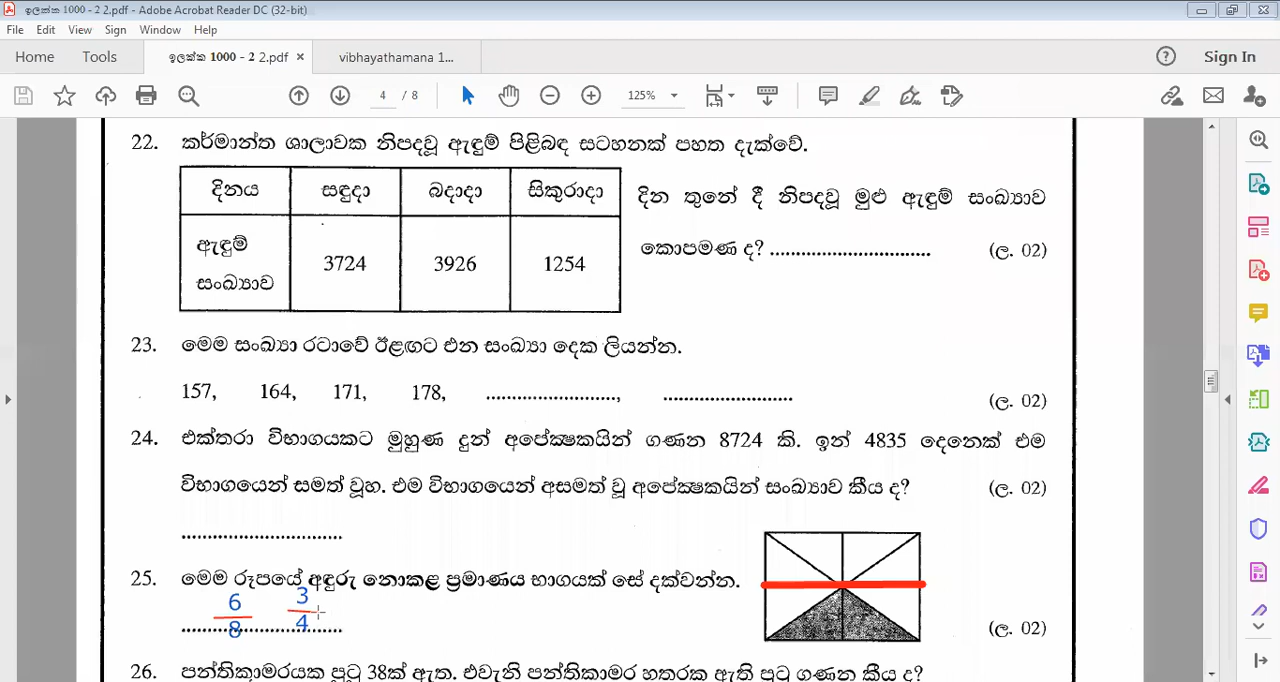 ඉලක්ක 1000 - 2 2.pdf - Adobe Acrobat Reader DC (32-bit)
File Edit View Sign Window Help
Home Tools ඉලක්ක 1000 - 2 2.pdf × vibhayathamana 1... Sign In
4 / 8 125%
22. කර්මාන්ත ශාලාවක නිපදවූ ඇඳුම් පිළිබඳ සටහනක් පහත දැක්වේ.
දිනය සඳුදා බදාදා සිකුරාදා
ඇඳුම් සංඛ්‍යාව 3724 3926 1254
දින තුනේ දී නිපදවූ මුළු ඇඳුම් සංඛ්‍යාව
කොපමණ ද? ................................ (ල. 02)
23. මෙම සංඛ්‍යා රටාවේ ඊළඟට එන සංඛ්‍යා දෙක ලියන්න.
157, 164, 171, 178, .........................., .......................... (ල. 02)
24. එක්තරා විභාගයකට මුහුණ දුන් අපේක්ෂකයින් ගණන 8724 කි. ඉන් 4835 දෙනෙක් එම
විභාගයෙන් සමත් වූහ. එම විභාගයෙන් අසමත් වූ අපේක්ෂකයින් සංඛ්‍යාව කීය ද? (ල. 02)
................................
25. මෙම රූපයේ අඳුරු නොකළ ප්‍රමාණය භාගයක් සේ දක්වන්න.
6/8 3/4
................................ (ල. 02)
26. පන්තිකාමරයක පුටු 38ක් ඇත. එවැනි පන්තිකාමර හතරක ඇති පුටු ගණන කීය ද?